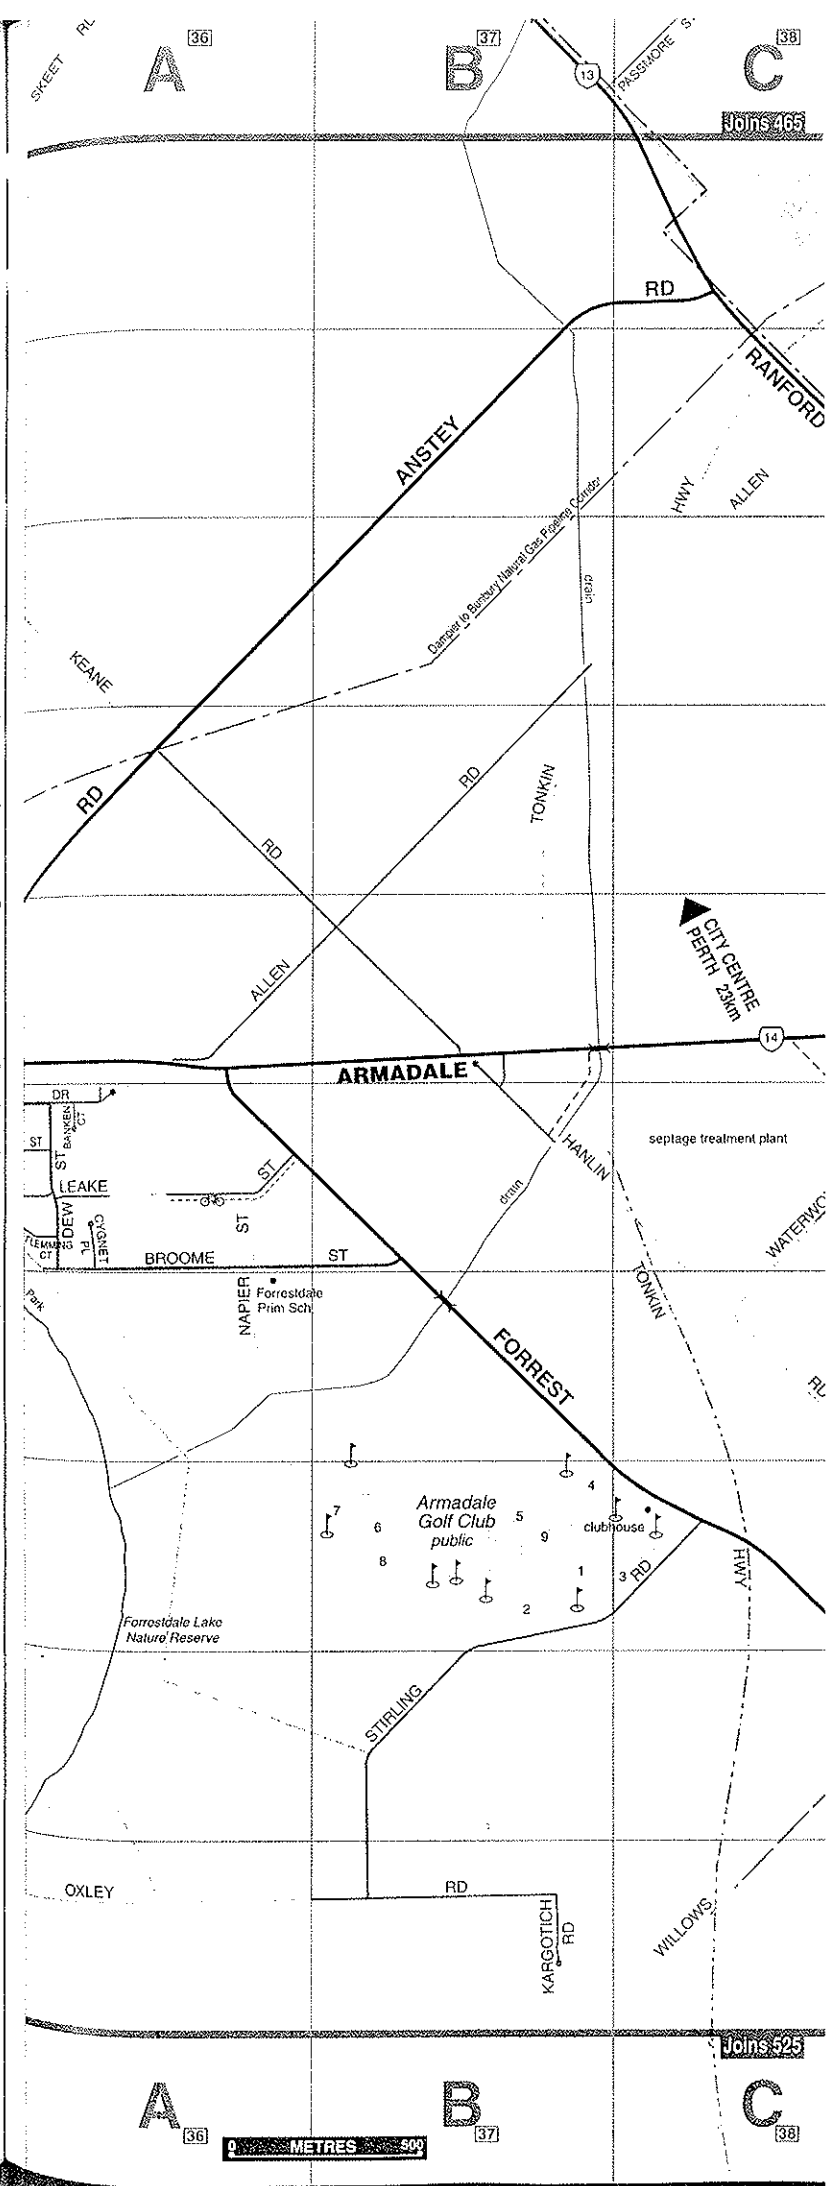 SKEET
A
36
B
37
13
PASSMORE
C
38
Joins 465
RD
RANFORD
ANSTEY
HWY
ALLEN
Dampier to Bunbury Natural Gas Pipeline Corridor
drain
KEANE
RD
RD
TONKIN
RD
ALLEN
CITY CENTRE
PERTH 23km
14
ARMADALE
DR
BANKEN
CT
ST
ST
septage treatment plant
HANLIN
ST
LEAKE
DEW
CYGNET
PL
FLEMMING
CT
drain
ST
WATERWO
BROOME
ST
NAPIER
Forrestdale
Prim Sch
TONKIN
Park
FORREST
RD
4
7
Armadale
Golf Club
public
5
6
9
clubhouse
8
1
3
RD
HWY
2
Forrestdale Lake
Nature Reserve
STIRLING
OXLEY
RD
KARGOTICH
RD
WILLOWS
Joins 525
A
36
B
37
C
38
0 METRES 500